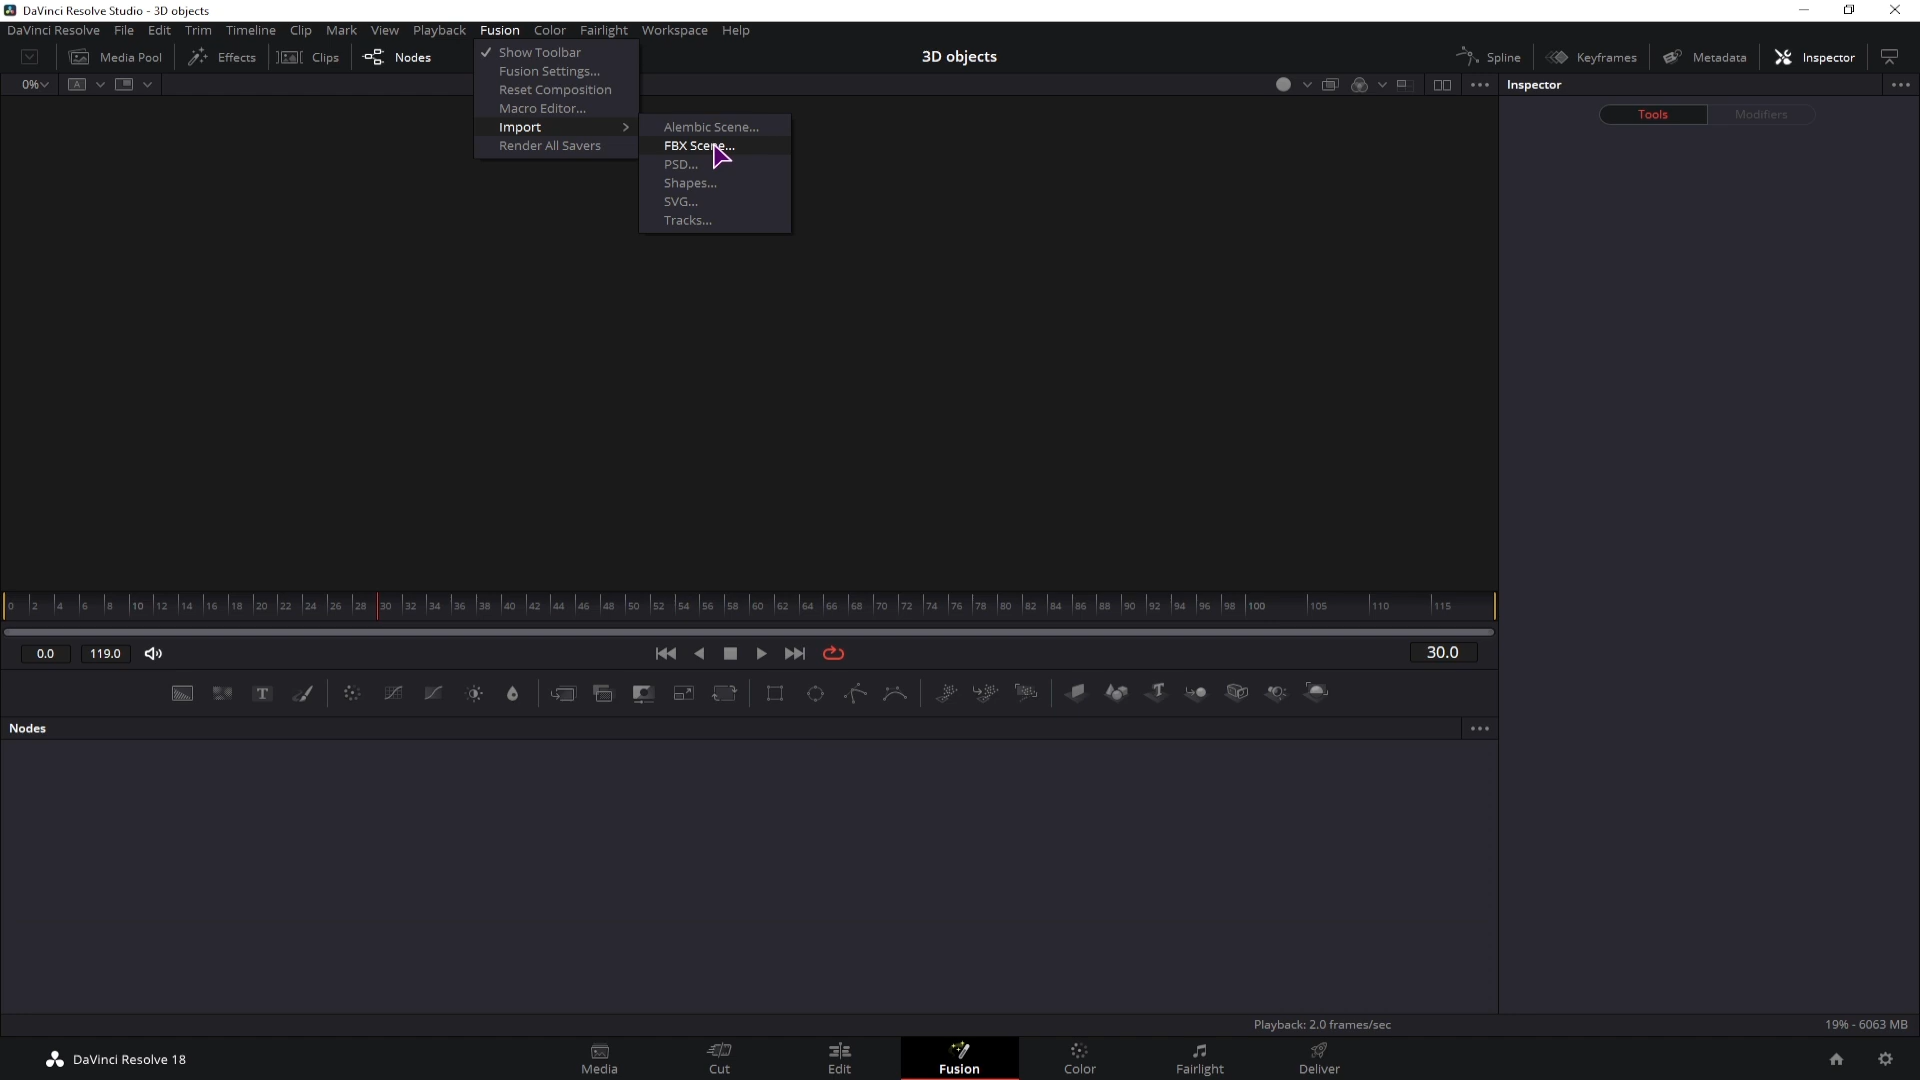 DaVinci Resolve Studio - 3D objects
DaVinci Resolve File Edit Trim Timeline Clip Mark View Playback Fusion Color Fairlight Workspace Help
Media Pool Effects Clips Nodes 3D objects Spline Keyframes Metadata Inspector
Show Toolbar
Fusion Settings...
Reset Composition
Macro Editor...
Import
Render All Savers
Alembic Scene...
FBX Scene...
PSD...
Shapes...
SVG...
Tracks...
0% A Inspector
Tools Modifiers
0 2 4 6 8 10 12 14 16 18 20 22 24 26 28 30 32 34 36 38 40 42 44 46 48 50 52 54 56 58 60 62 64 66 68 70 72 74 76 78 80 82 84 86 88 90 92 94 96 98 100 105 110 115
0.0 119.0 30.0
T T
Nodes
Playback: 2.0 frames/sec 19% - 6063 MB
DaVinci Resolve 18 Media Cut Edit Fusion Color Fairlight Deliver